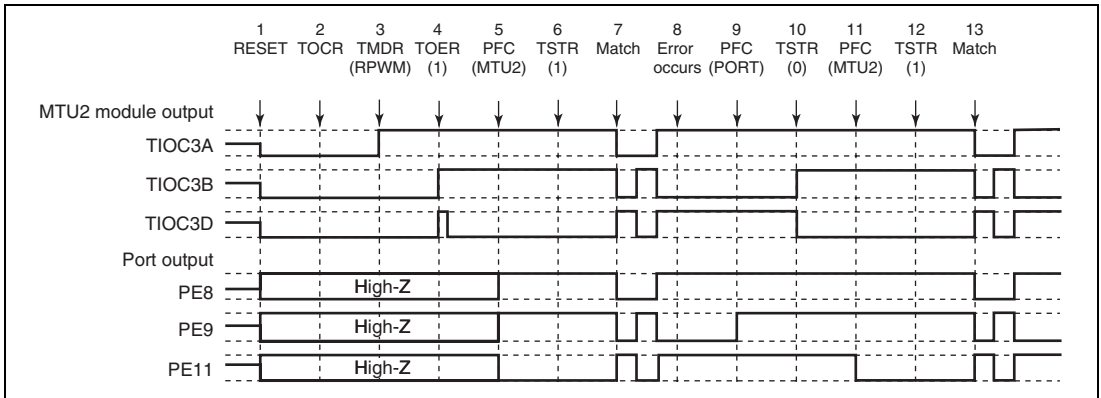 1 2 3 4 5 6 7 8 9 10 11 12 13
RESET TOCR TMDR TOER PFC TSTR Match Error PFC TSTR PFC TSTR Match
(RPWM) (1) (MTU2) (1) occurs (PORT) (0) (MTU2) (1)
MTU2 module output
TIOC3A
TIOC3B
TIOC3D
Port output
PE8 High-Z
PE9 High-Z
PE11 High-Z